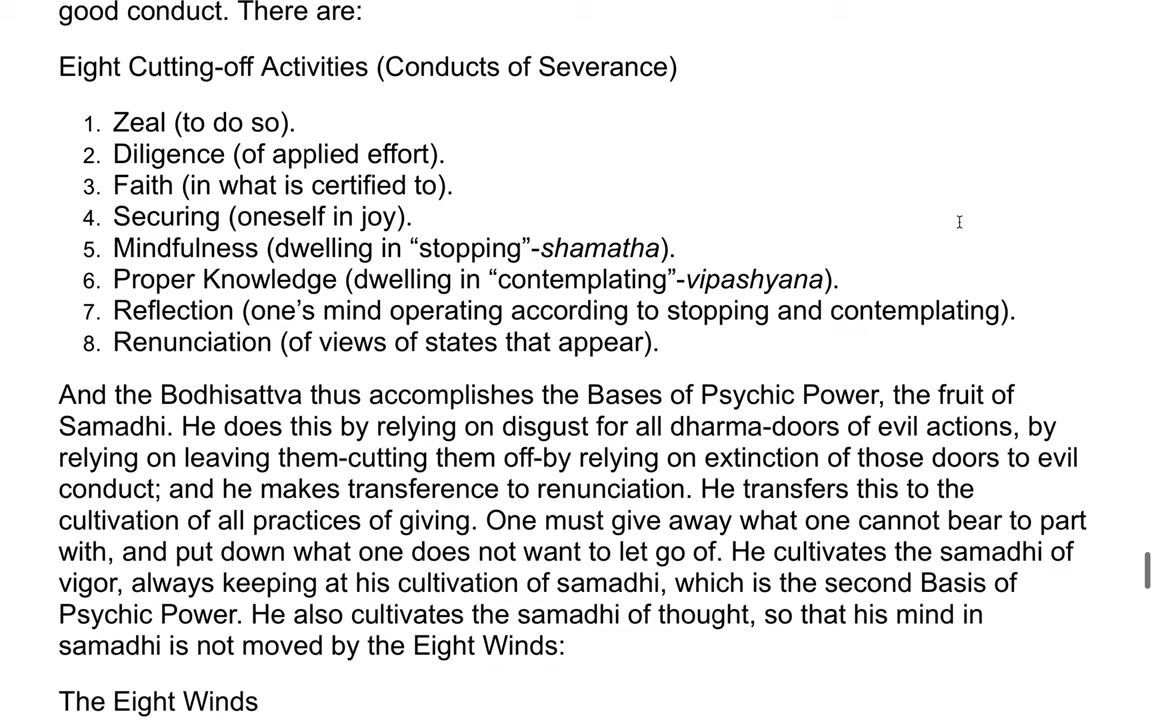 good conduct. There are:
Eight Cutting-off Activities (Conducts of Severance)
1. Zeal (to do so).
2. Diligence (of applied effort).
3. Faith (in what is certified to).
4. Securing (oneself in joy).
5. Mindfulness (dwelling in “stopping”-shamatha).
6. Proper Knowledge (dwelling in “contemplating”-vipashyana).
7. Reflection (one’s mind operating according to stopping and contemplating).
8. Renunciation (of views of states that appear).
And the Bodhisattva thus accomplishes the Bases of Psychic Power, the fruit of
Samadhi. He does this by relying on disgust for all dharma-doors of evil actions, by
relying on leaving them-cutting them off-by relying on extinction of those doors to evil
conduct; and he makes transference to renunciation. He transfers this to the
cultivation of all practices of giving. One must give away what one cannot bear to part
with, and put down what one does not want to let go of. He cultivates the samadhi of
vigor, always keeping at his cultivation of samadhi, which is the second Basis of
Psychic Power. He also cultivates the samadhi of thought, so that his mind in
samadhi is not moved by the Eight Winds:
The Eight Winds